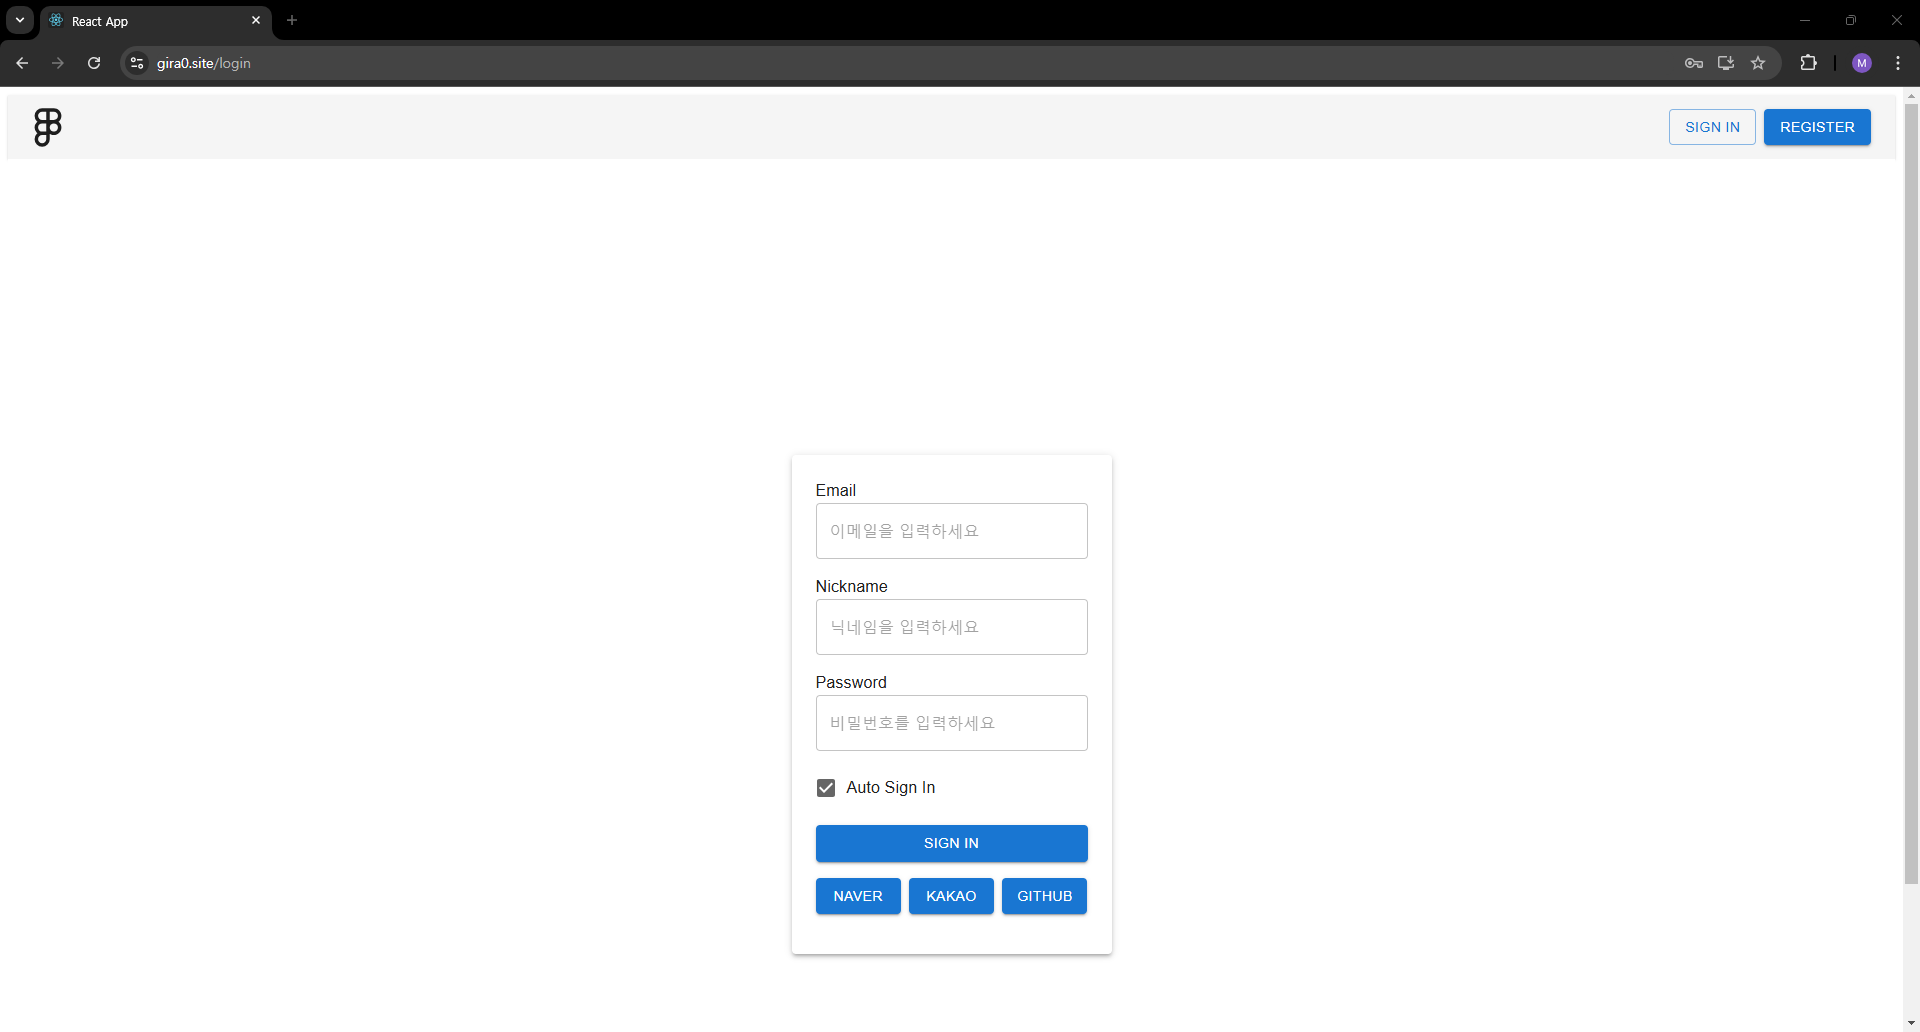 React App
gira0.site/login
M
SIGN IN
REGISTER
Email
이메일을 입력하세요
Nickname
닉네임을 입력하세요
Password
비밀번호를 입력하세요
Auto Sign In
SIGN IN
NAVER KAKAO GITHUB